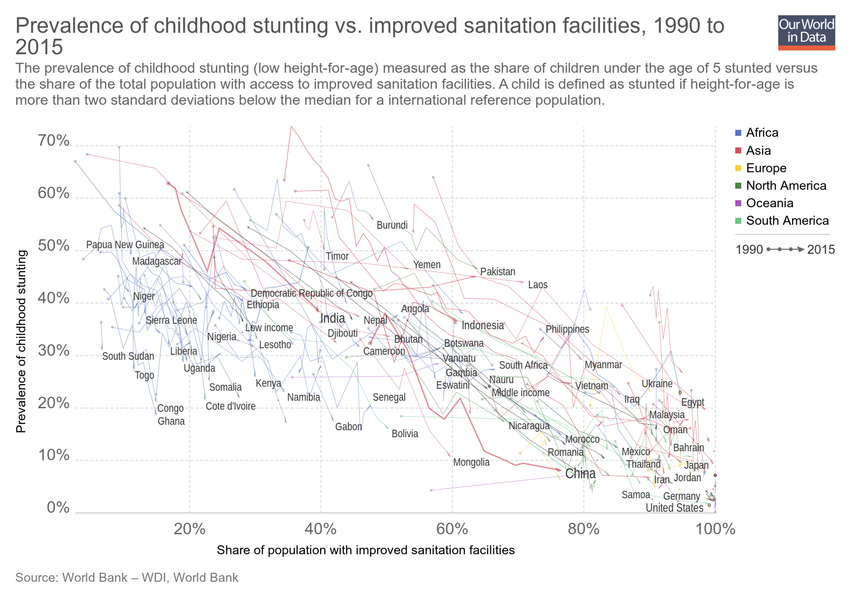 Prevalence of childhood stunting vs. improved sanitation facilities, 1990 to
2015
Our World
in Data
The prevalence of childhood stunting (low height-for-age) measured as the share of children under the age of 5 stunted versus
the share of the total population with access to improved sanitation facilities. A child is defined as stunted if height-for-age is
more than two standard deviations below the median for a international reference population.
Africa
Asia
Europe
North America
Oceania
South America
1990
2015
Prevalence of childhood stunting
70%
60%
50%
40%
30%
20%
10%
0%
Burundi
Papua New Guinea
Timor
Madagascar
Yemen
Pakistan
Laos
Niger
Democratic Republic of Congo
Ethiopia
Angola
Sierra Leone
India
Nepal
Indonesia
Low income
Djibouti
Philippines
Nigeria
Lesotho
Bhutan
Botswana
Liberia
Cameroon
South Sudan
Vanuatu
Uganda
South Africa
Myanmar
Togo
Gambia
Nauru
Somalia
Kenya
Eswatini
Vietnam
Ukraine
Namibia
Senegal
Middle income
Iraq
Egypt
Congo
Cote d'Ivoire
Malaysia
Ghana
Gabon
Bolivia
Nicaragua
Oman
Morocco
Romania
Mexico
Bahrain
Mongolia
Thailand
Japan
China
Iran
Jordan
Samoa
Germany
United States
20%
40%
60%
80%
100%
Share of population with improved sanitation facilities
Source: World Bank – WDI, World Bank